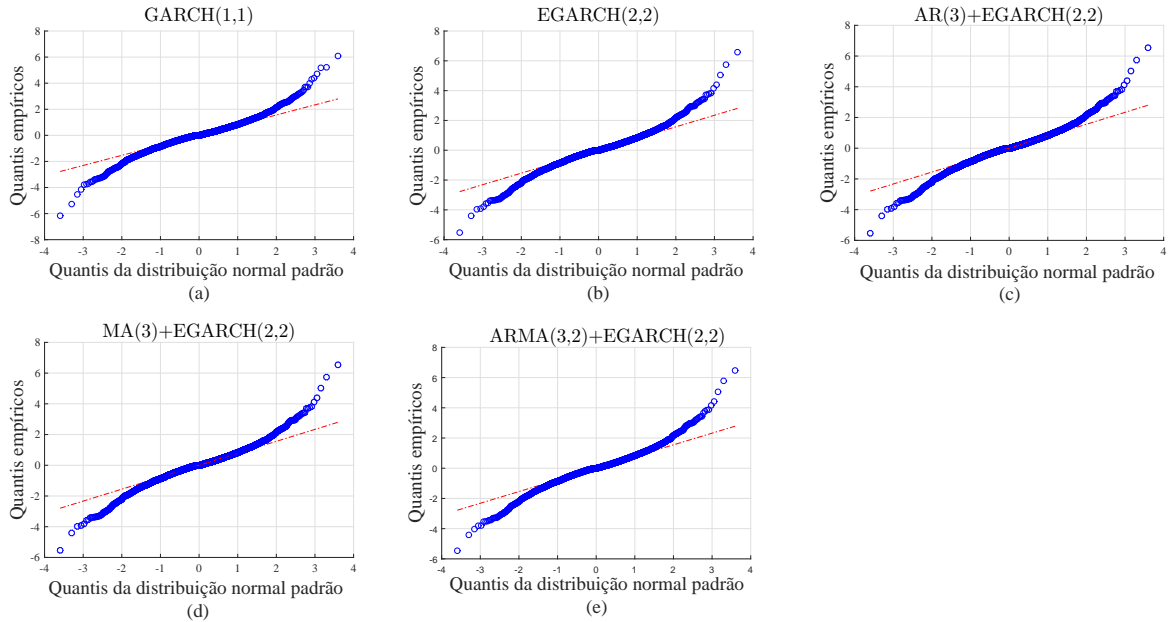 GARCH(1,1)
8
6
4
2
0
-2
-4
-6
8
-4 -3 -2 -1 0 1 2 3 4
Quantis empíricos
Quantis da distribuição normal padrão
(a)
EGARCH(2,2)
8
6
4
2
0
-2
-4
-6
-4 -3 -2 -1 0 1 2 3 4
Quantis empíricos
Quantis da distribuição normal padrão
(b)
AR(3)+EGARCH(2,2)
8
6
4
2
0
-2
-4
-6
-4 -3 -2 -1 0 1 2 3 4
Quantis empíricos
Quantis da distribuição normal padrão
(c)
MA(3)+EGARCH(2,2)
8
6
4
2
0
-2
-4
-6
-4 -3 -2 -1 0 1 2 3 4
Quantis empíricos
Quantis da distribuição normal padrão
(d)
ARMA(3,2)+EGARCH(2,2)
8
6
4
2
0
-2
-4
-6
-4 -3 -2 -1 0 1 2 3 4
Quantis empíricos
Quantis da distribuição normal padrão
(e)